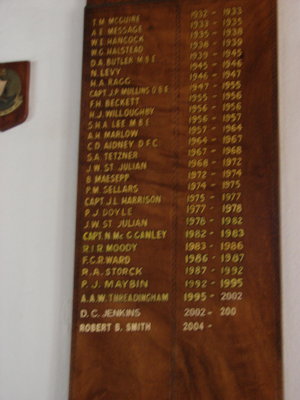 T M McGUIRE 1932 - 1933
A E MESSAGE 1933 - 1935
W.E. HANCOCK 1935 - 1938
W.G. HALSTEAD 1938 - 1939
D.A. BUTLER M B E 1939 - 1945
N. LEVY 1945 - 1946
H.A. RAGG 1946 - 1947
CAPT. J.P. MULLINS O B E 1947 - 1955
F.H. BECKETT 1955 - 1956
H.J. WILLOUGHBY 1956 - 1956
S.H.A. LEE M.B.E 1956 - 1957
A.H. MARLOW 1957 - 1964
C.D. AIDNEY D.F.C 1964 - 1967
S.A. TETZNER 1967 - 1968
J.W. ST. JULIAN 1968 - 1972
B MAESEPP 1972 - 1974
P.M. SELLARS 1974 - 1975
CAPT. J.L. HARRISON 1975 - 1977
P.J. DOYLE 1977 - 1978
J.W. ST. JULIAN 1978 - 1982
CAPT. N. Mc G GANLEY 1982 - 1983
R.I.R MOODY 1983 - 1986
F.C.R. WARD 1986 - 1987
R.A. STORCK 1987 - 1992
P. J. MAYBIN 1992 - 1995
A.A.W. THREADINGHAM 1995 - 2002
D. C. JENKINS 2002 - 200
ROBERT B. SMITH 2004 -